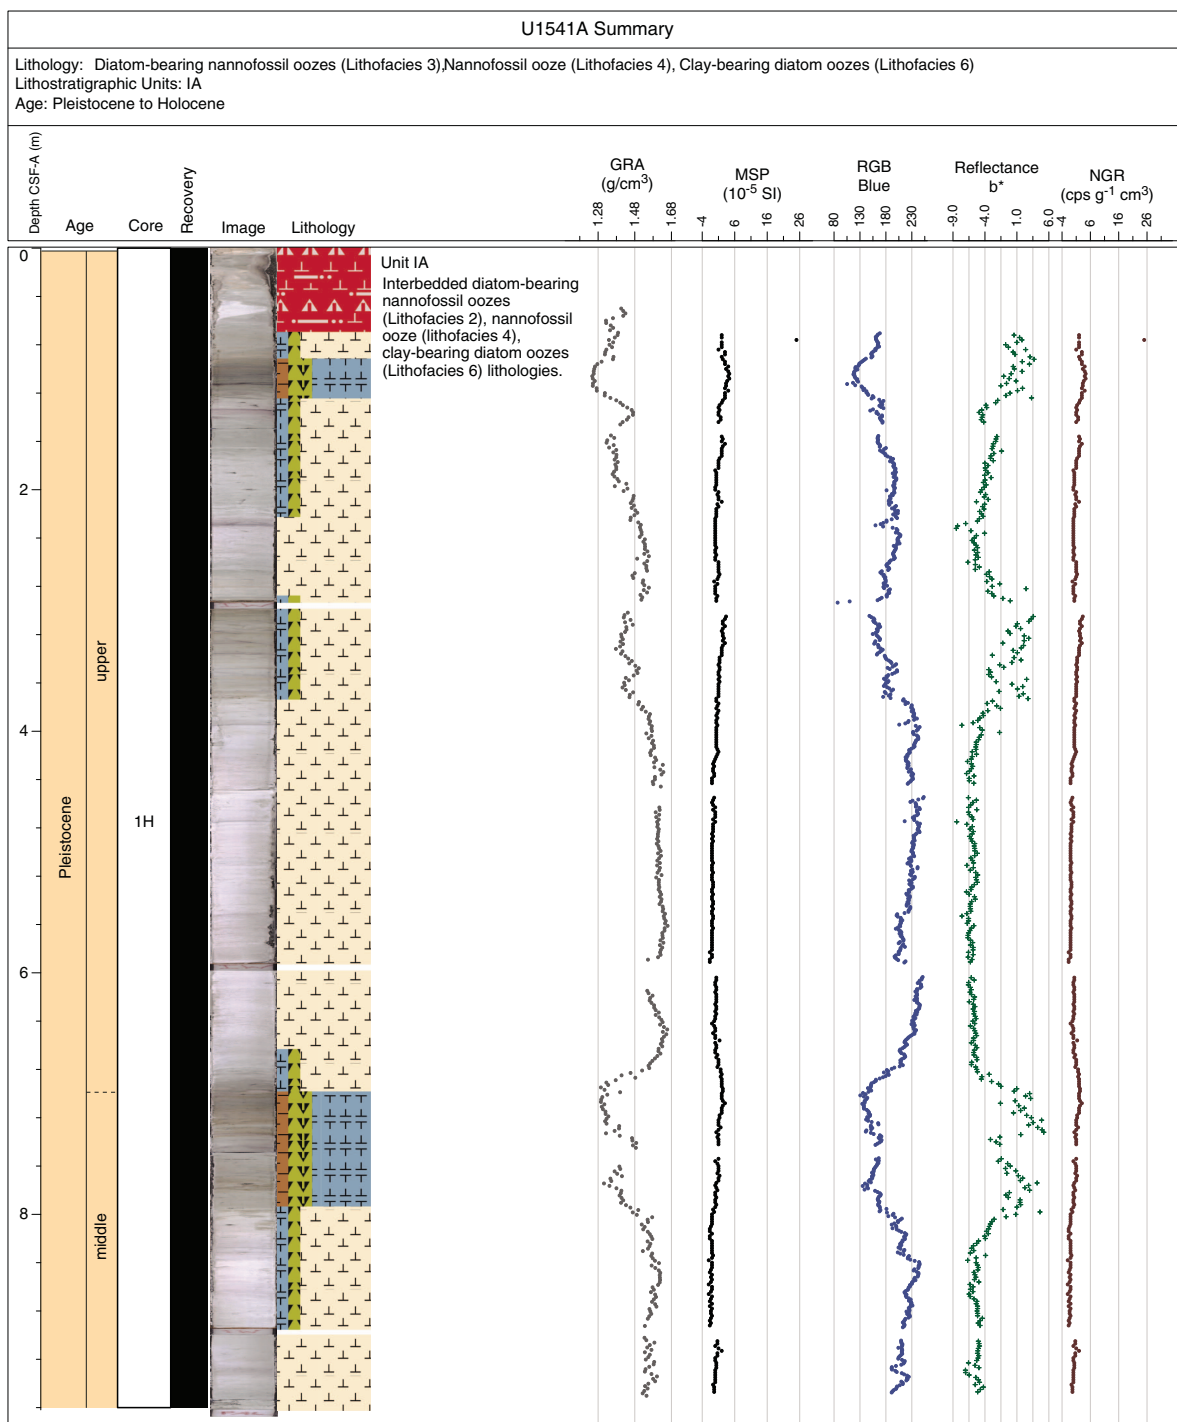 U1541A Summary
Lithology: Diatom-bearing nannofossil oozes (Lithofacies 3),Nannofossil ooze (Lithofacies 4), Clay-bearing diatom oozes (Lithofacies 6)
Lithostratigraphic Units: IA
Age: Pleistocene to Holocene
Depth CSF-A (m)
Age
Core
Recovery
Image
Lithology
GRA
(g/cm³)
1.28 1.48 1.68
MSP
(10⁻⁵ SI)
-4 6 16 26
RGB
Blue
80 130 180 230
Reflectance
b*
-9.0 -4.0 1.0 6.0
NGR
(cps g⁻¹ cm³)
-4 6 16 26
0
2
4
6
8
Pleistocene
upper
middle
1H
Unit IA
Interbedded diatom-bearing
nannofossil oozes
(Lithofacies 2), nannofossil
ooze (lithofacies 4),
clay-bearing diatom oozes
(Lithofacies 6) lithologies.